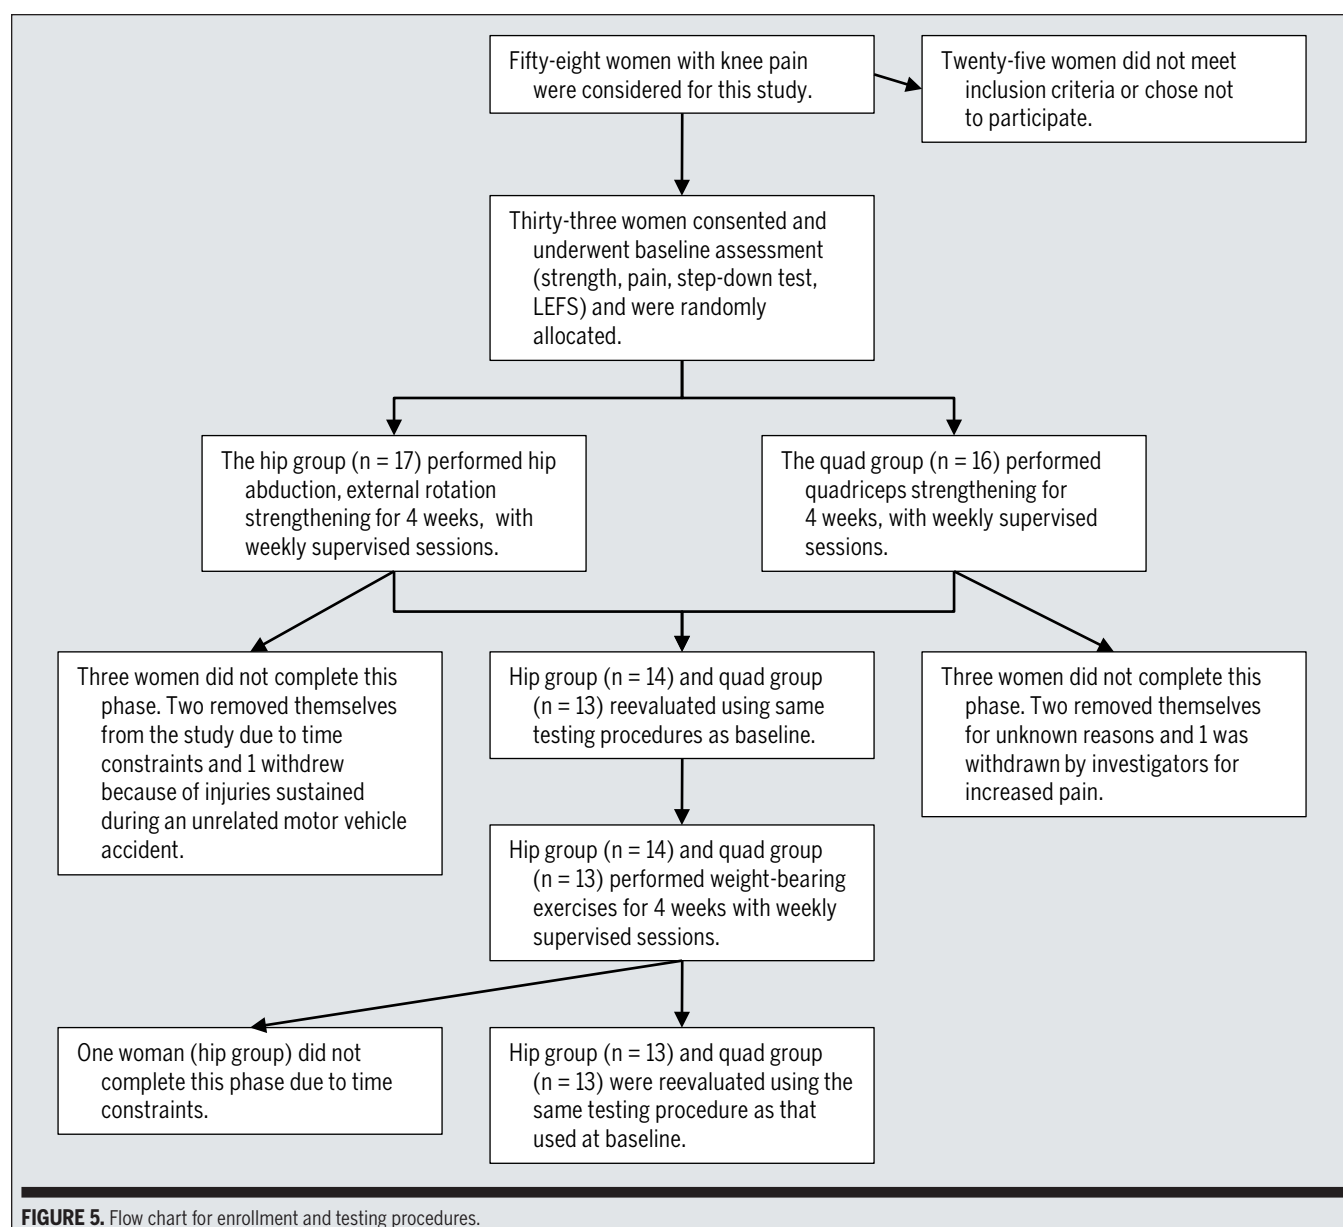 Fifty-eight women with knee pain
were considered for this study.
Twenty-five women did not meet
inclusion criteria or chose not
to participate.
Thirty-three women consented and
underwent baseline assessment
(strength, pain, step-down test,
LEFS) and were randomly
allocated.
The hip group (n = 17) performed hip
abduction, external rotation
strengthening for 4 weeks, with
weekly supervised sessions.
The quad group (n = 16) performed
quadriceps strengthening for
4 weeks, with weekly supervised
sessions.
Three women did not complete this
phase. Two removed themselves
from the study due to time
constraints and 1 withdrew
because of injuries sustained
during an unrelated motor vehicle
accident.
Hip group (n = 14) and quad group
(n = 13) reevaluated using same
testing procedures as baseline.
Three women did not complete this
phase. Two removed themselves
for unknown reasons and 1 was
withdrawn by investigators for
increased pain.
Hip group (n = 14) and quad group
(n = 13) performed weight-bearing
exercises for 4 weeks with weekly
supervised sessions.
One woman (hip group) did not
complete this phase due to time
constraints.
Hip group (n = 13) and quad group
(n = 13) were reevaluated using the
same testing procedure as that
used at baseline.
FIGURE 5. Flow chart for enrollment and testing procedures.